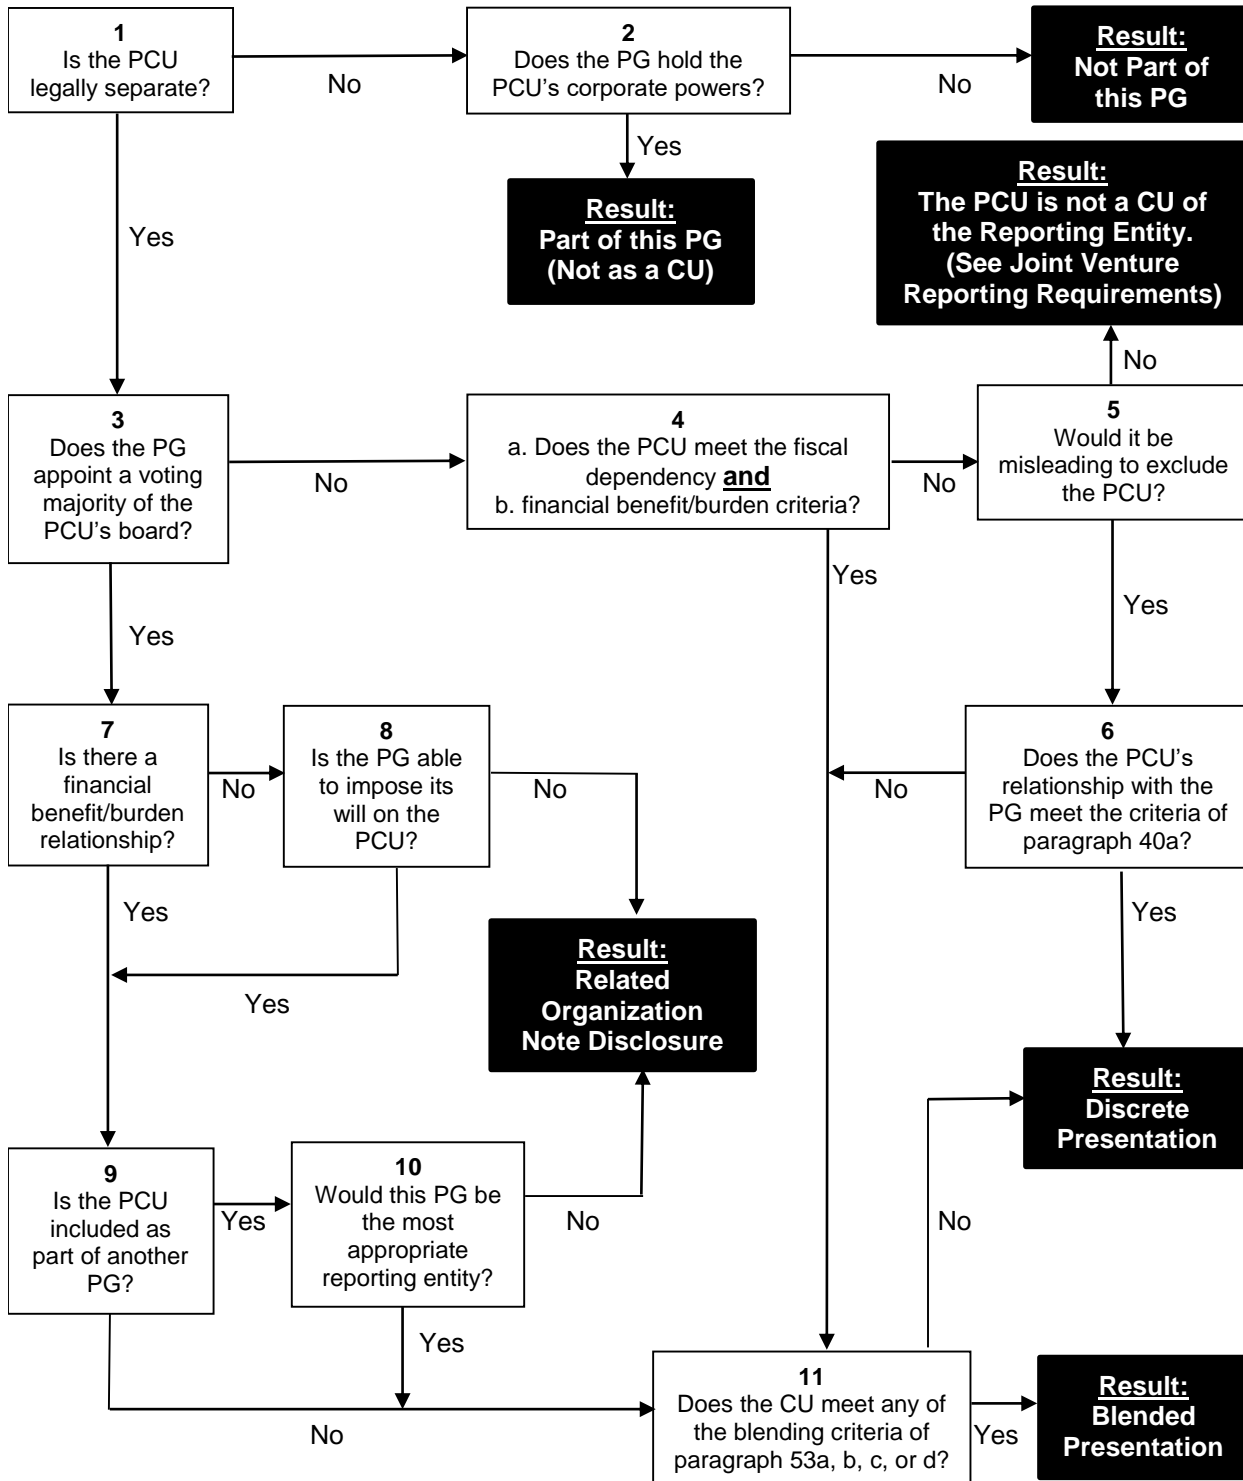 1
Is the PCU
legally separate?
No
2
Does the PG hold the
PCU's corporate powers?
No
Result:
Not Part of
this PG
Yes
Yes
Result:
Part of this PG
(Not as a CU)
Result:
The PCU is not a CU of
the Reporting Entity.
(See Joint Venture
Reporting Requirements)
No
3
Does the PG
appoint a voting
majority of the
PCU's board?
No
4
a. Does the PCU meet the fiscal
dependency and
b. financial benefit/burden criteria?
No
5
Would it be
misleading to exclude
the PCU?
Yes
Yes
Yes
7
Is there a
financial
benefit/burden
relationship?
No
8
Is the PG able
to impose its
will on the
PCU?
No
No
6
Does the PCU's
relationship with the
PG meet the criteria of
paragraph 40a?
Yes
Yes
Yes
Result:
Related
Organization
Note Disclosure
Result:
Discrete
Presentation
9
Is the PCU
included as
part of another
PG?
Yes
10
Would this PG be
the most
appropriate
reporting entity?
No
No
Yes
No
11
Does the CU meet any of
the blending criteria of
paragraph 53a, b, c, or d?
Yes
Result:
Blended
Presentation